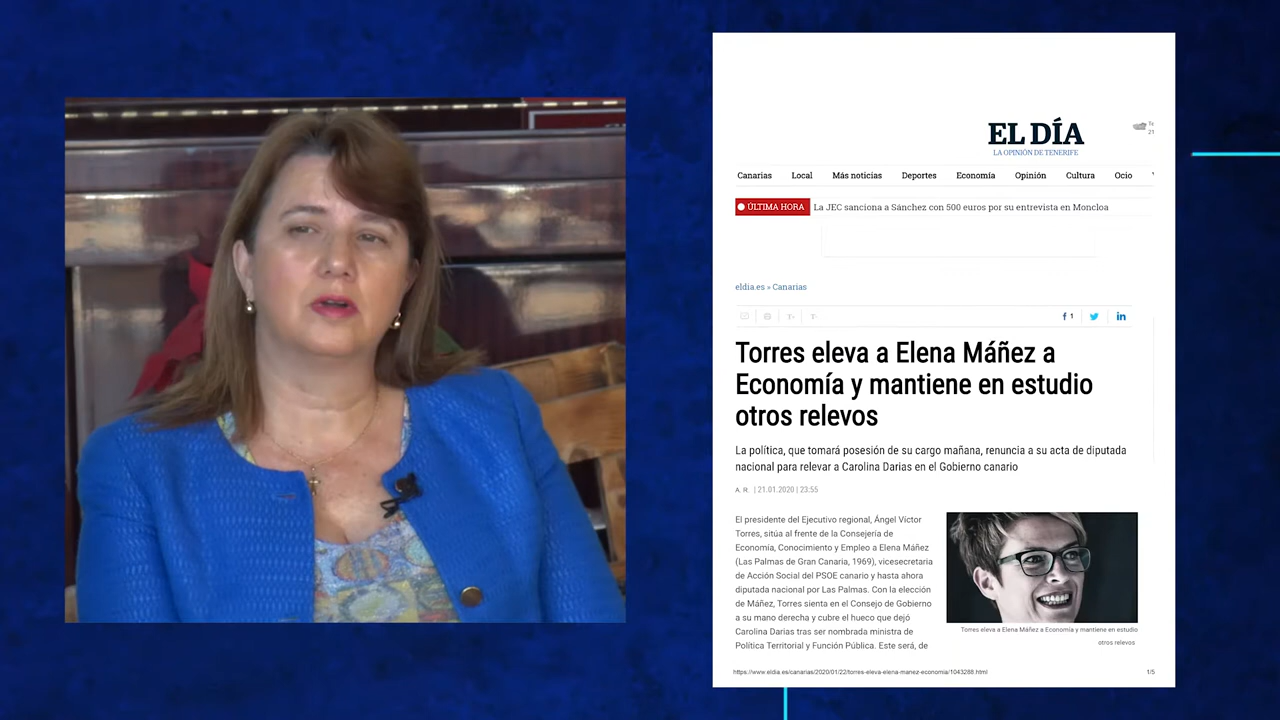 EL DÍA
LA OPINIÓN DE TENERIFE
21
Canarias Local Más noticias Deportes Economía Opinión Cultura Ocio
ÚLTIMA HORA La JEC sanciona a Sánchez con 500 euros por su entrevista en Moncloa
eldia.es » Canarias
1
Torres eleva a Elena Máñez a
Economía y mantiene en estudio
otros relevos
La política, que tomará posesión de su cargo mañana, renuncia a su acta de diputada
nacional para relevar a Carolina Darias en el Gobierno canario
A. R. | 21.01.2020 | 23:55
El presidente del Ejecutivo regional, Ángel Víctor
Torres, sitúa al frente de la Consejería de
Economía, Conocimiento y Empleo a Elena Máñez
(Las Palmas de Gran Canaria, 1969), vicesecretaria
de Acción Social del PSOE canario y hasta ahora
diputada nacional por Las Palmas. Con la elección
de Máñez, Torres sienta en el Consejo de Gobierno
a su mano derecha y cubre el hueco que dejó
Carolina Darias tras ser nombrada ministra de
Política Territorial y Función Pública. Este será, de
Torres eleva a Elena Máñez a Economía y mantiene en estudio
otros relevos
https://www.eldia.es/canarias/2020/01/22/torres-eleva-elena-manez-economia/1043288.html
1/5